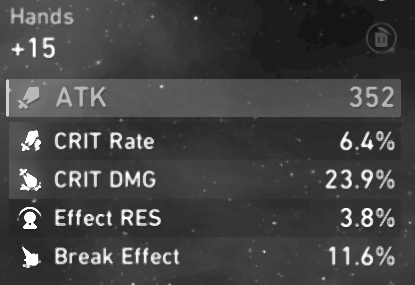 Hands
+15
ATK 352
CRIT Rate 6.4%
CRIT DMG 23.9%
Effect RES 3.8%
Break Effect 11.6%